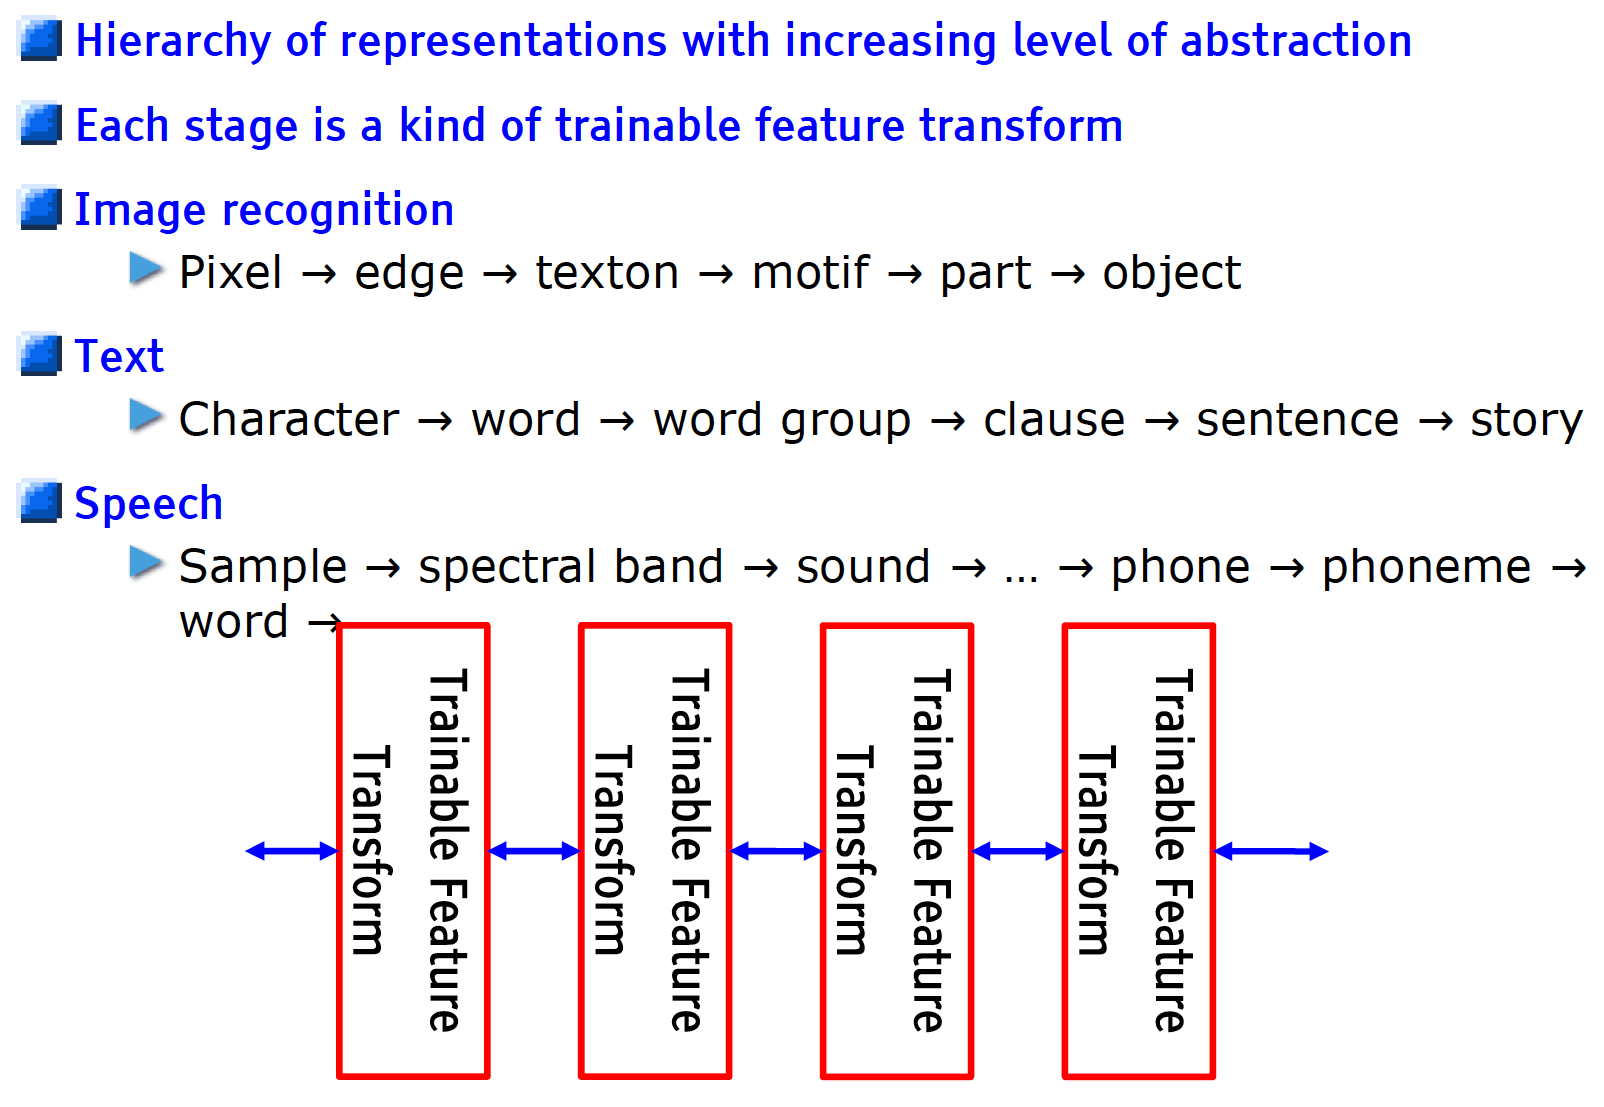 Hierarchy of representations with increasing level of abstraction
Each stage is a kind of trainable feature transform
Image recognition
Pixel → edge → texton → motif → part → object
Text
Character → word → word group → clause → sentence → story
Speech
Sample → spectral band → sound → … → phone → phoneme →
word →
Trainable Feature
Transform
Trainable Feature
Transform
Trainable Feature
Transform
Trainable Feature
Transform